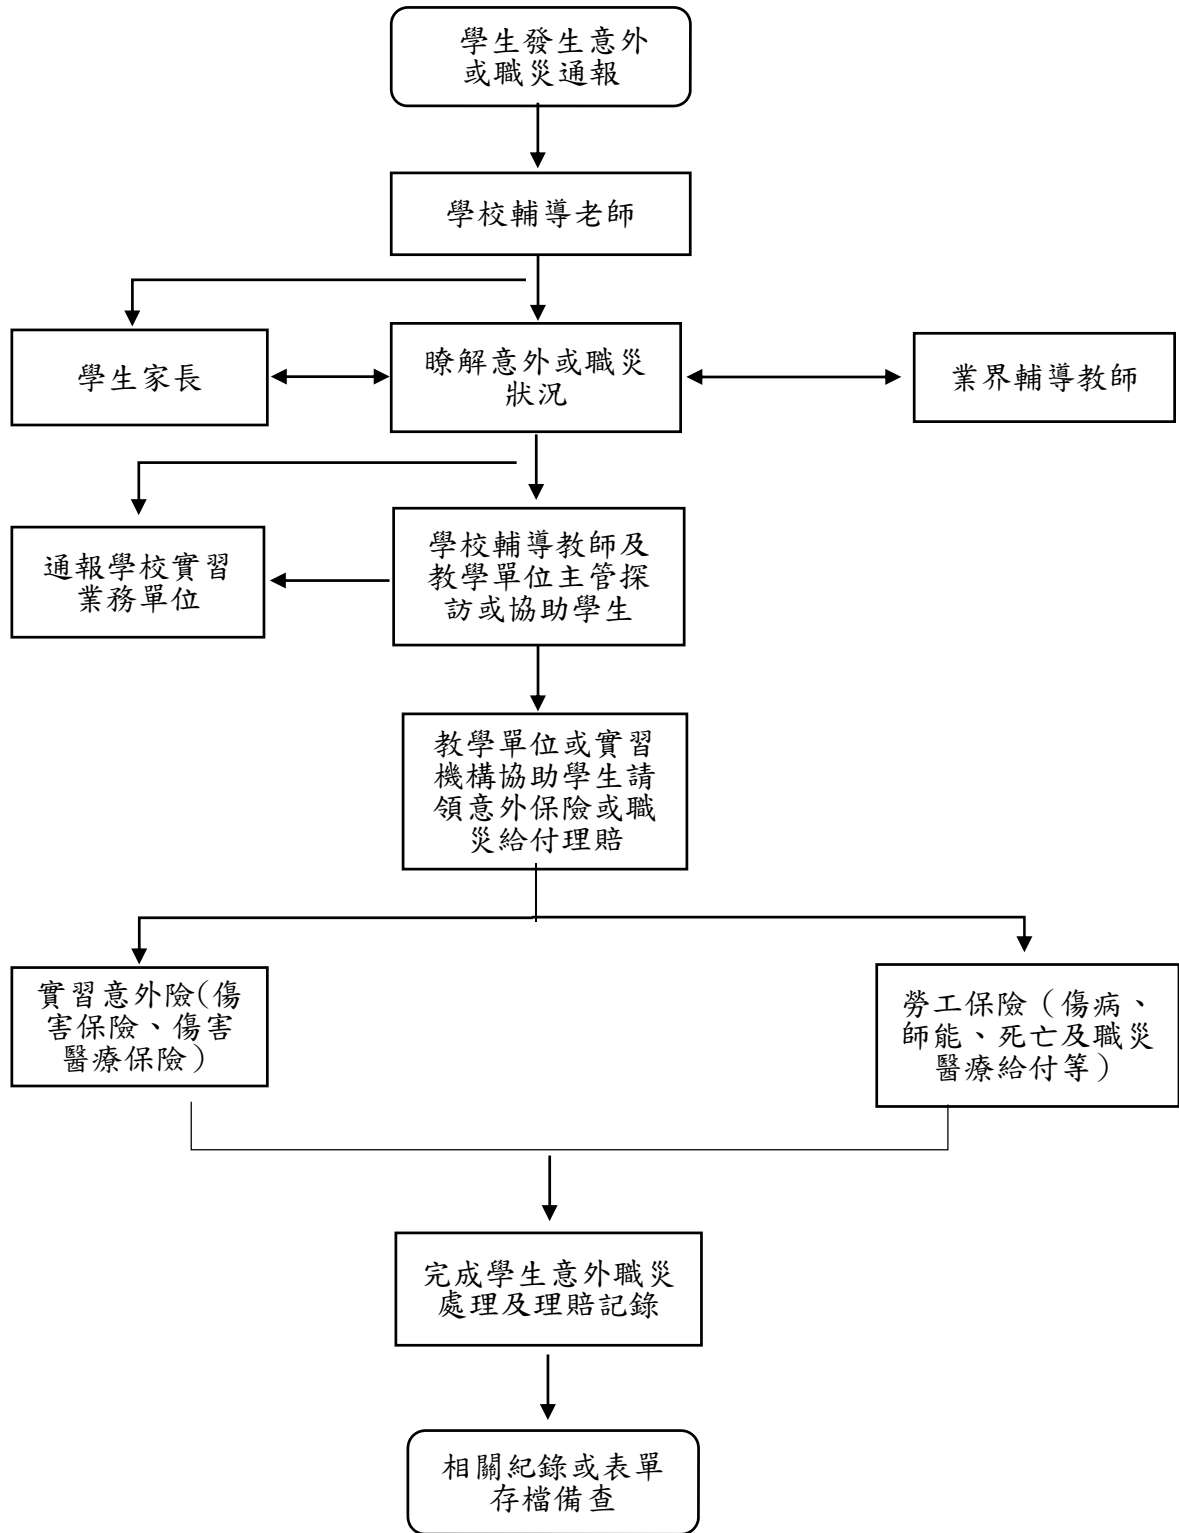 學生發生意外
或職災通報
學校輔導老師
學生家長
瞭解意外或職災
狀況
業界輔導教師
通報學校實習
業務單位
學校輔導教師及
教學單位主管探
訪或協助學生
教學單位或實習
機構協助學生請
領意外保險或職
災給付理賠
實習意外險(傷
害保險、傷害
醫療保險）
勞工保險（傷病、
師能、死亡及職災
醫療給付等）
完成學生意外職災
處理及理賠記錄
相關紀錄或表單
存檔備查